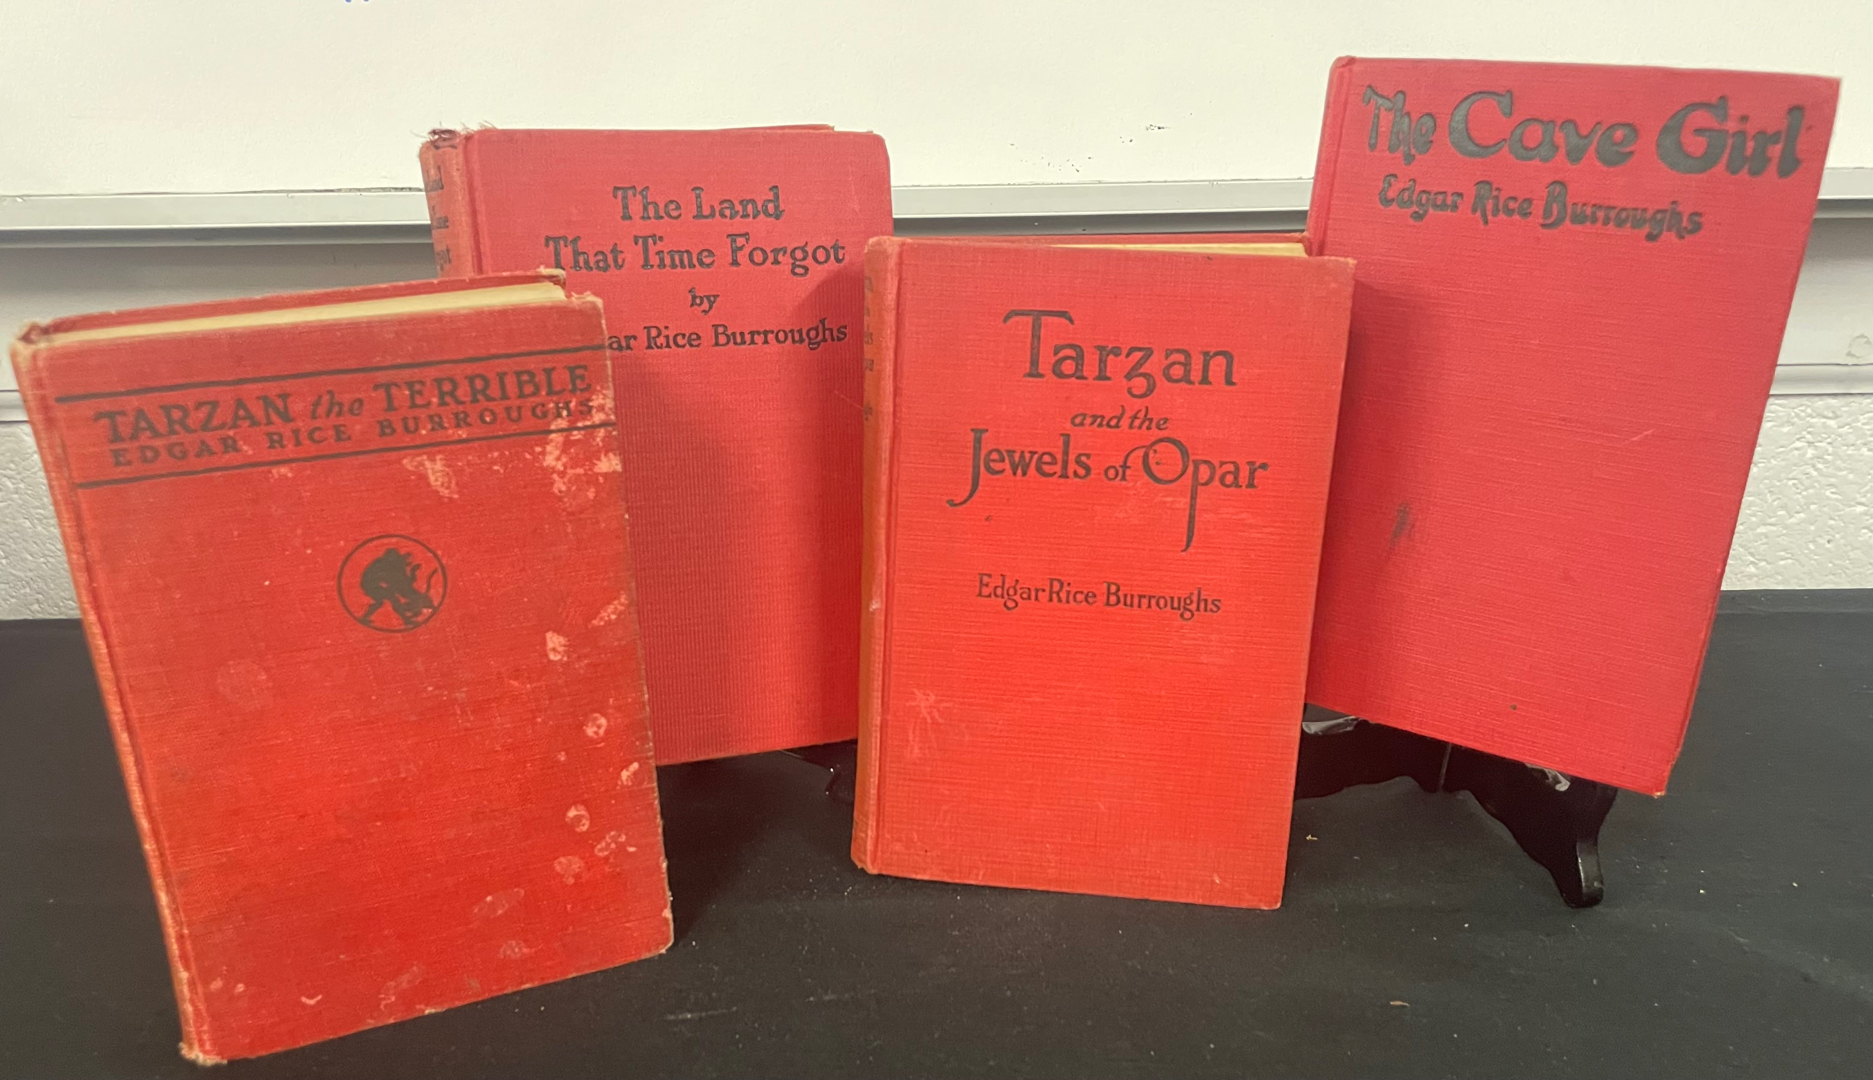 TARZAN the TERRIBLE
EDGAR RICE BURROUGHS
The Land
That Time Forgot
by
ar Rice Burroughs
Tarzan
and the
Jewels of Opar
Edgar Rice Burroughs
The Cave Girl
Edgar Rice Burroughs